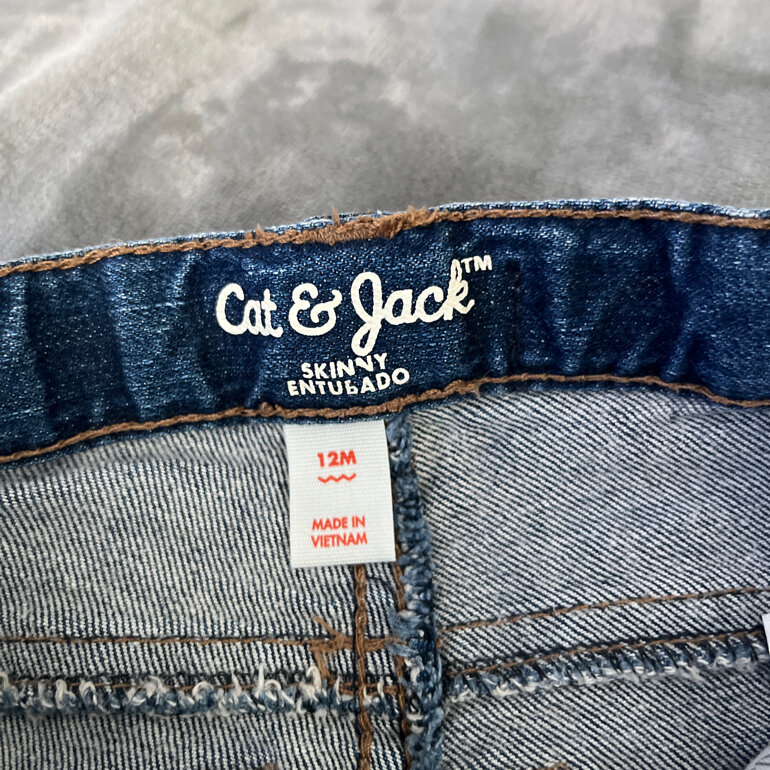 Cat & Jack™
SKINNY
ENTUBADO
12M
MADE IN
VIETNAM